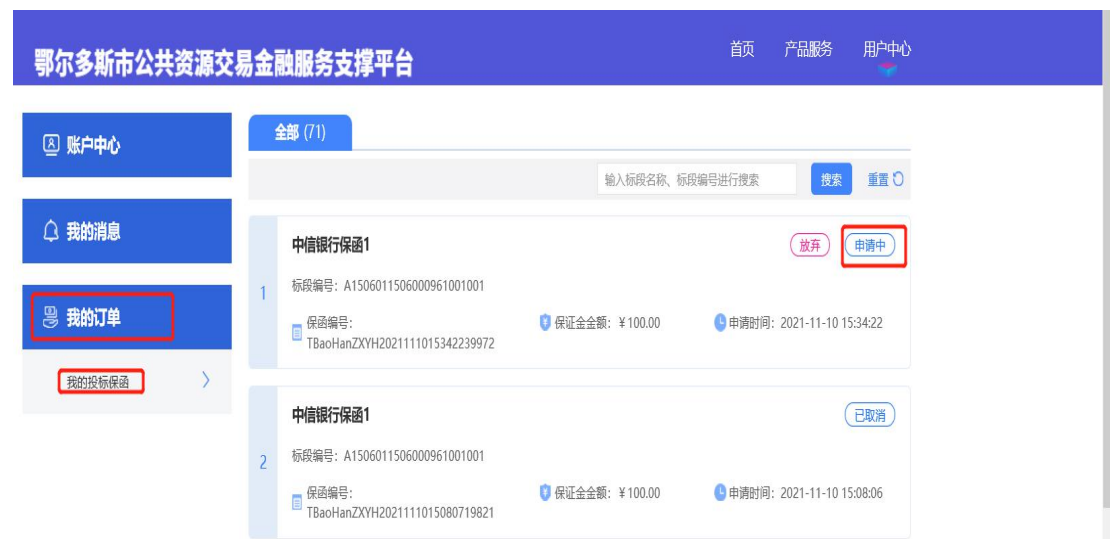 鄂尔多斯市公共资源交易金融服务支撑平台
首页 产品服务 用户中心
账户中心
我的消息
我的订单
我的投标保函
全部 (71)
输入标段名称、标段编号进行搜索 搜索 重置
1
中信银行保函1 放弃 申请中
标段编号：A1506011506000961001001
保函编号：
TBaoHanZXYH2021111015342239972
保证金金额：¥100.00
申请时间：2021-11-10 15:34:22
2
中信银行保函1 已取消
标段编号：A1506011506000961001001
保函编号：
TBaoHanZXYH2021111015080719821
保证金金额：¥100.00
申请时间：2021-11-10 15:08:06